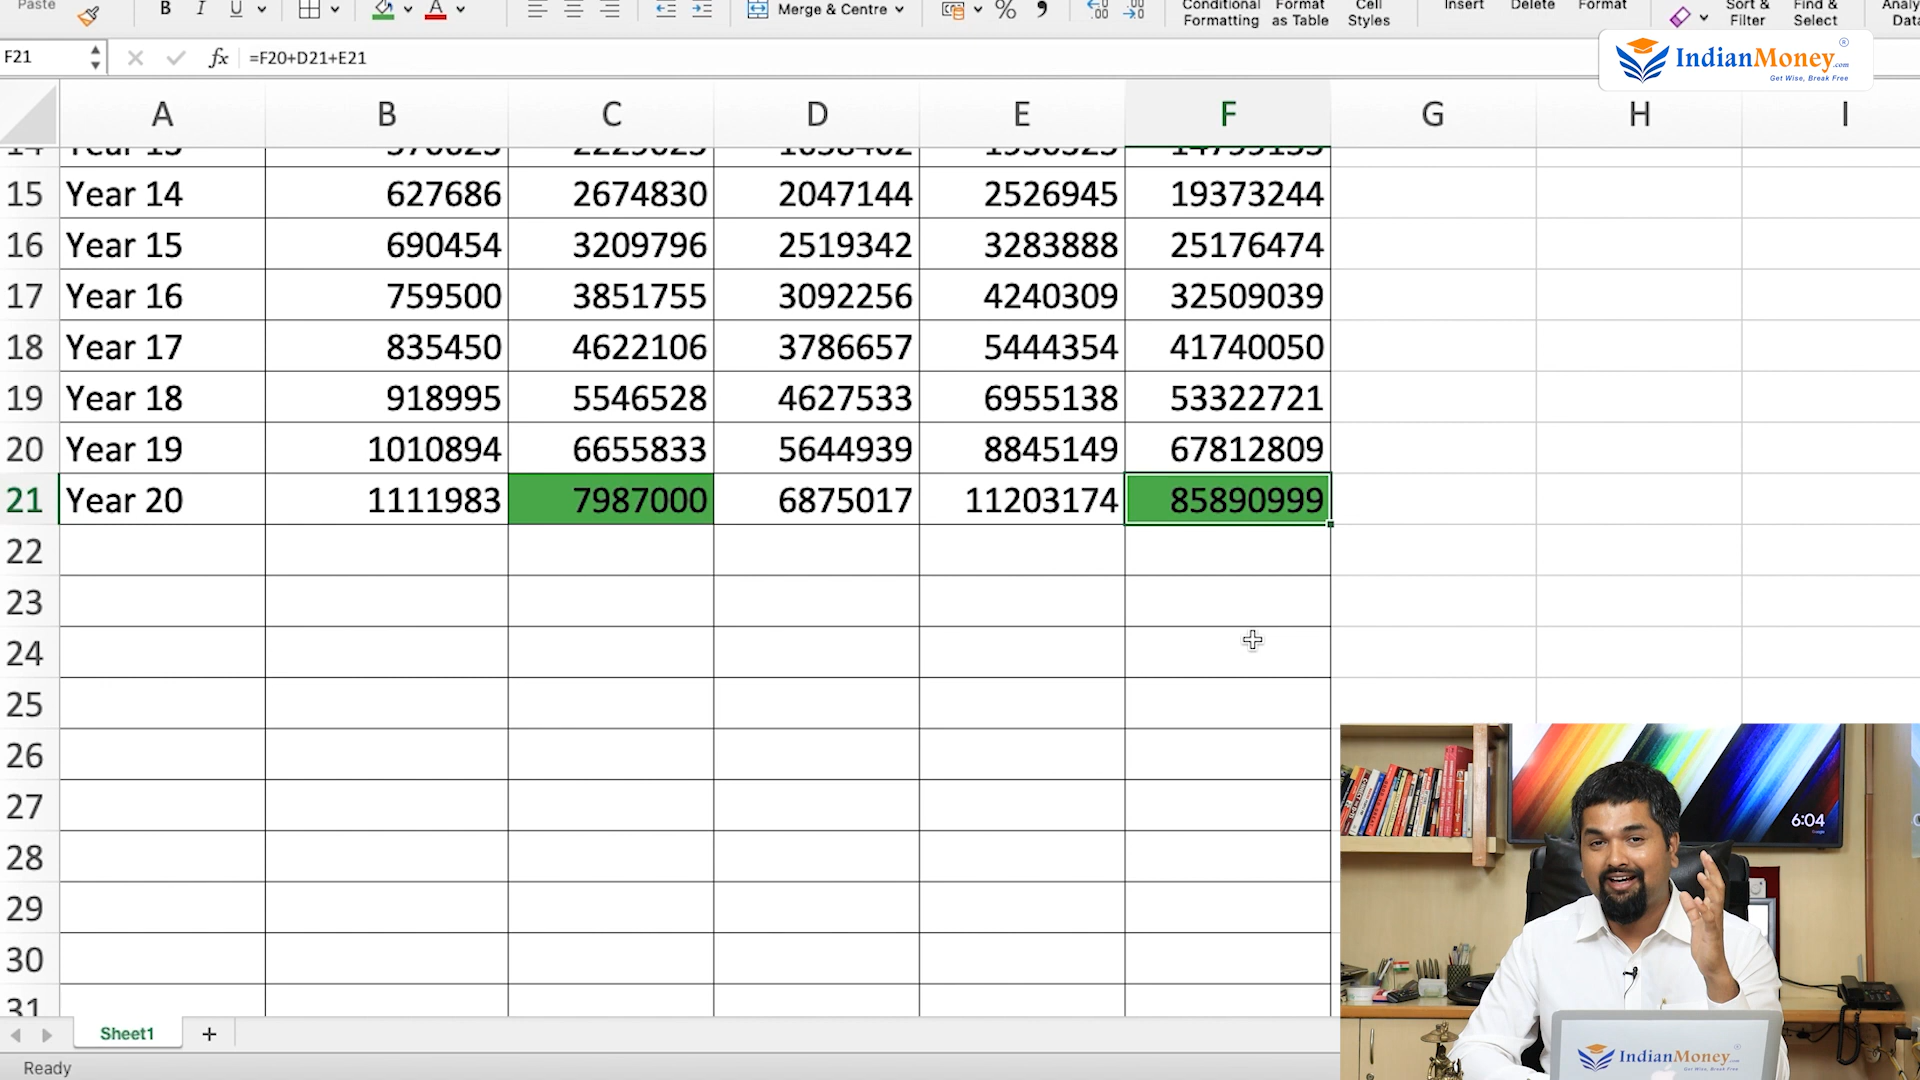 Paste
B I U
A
Merge & Centre
%
Conditional Formatting
Format as Table
Cell Styles
Insert
Delete
Format
Sort & Filter
Find & Select
F21
fx =F20+D21+E21
IndianMoney.com
Get Wise, Break Free
A B C D E F G H I
15 Year 14 627686 2674830 2047144 2526945 19373244
16 Year 15 690454 3209796 2519342 3283888 25176474
17 Year 16 759500 3851755 3092256 4240309 32509039
18 Year 17 835450 4622106 3786657 5444354 41740050
19 Year 18 918995 5546528 4627533 6955138 53322721
20 Year 19 1010894 6655833 5644939 8845149 67812809
21 Year 20 1111983 7987000 6875017 11203174 85890999
22
23
24
25
26
27
28
29
30
31
6:04
IndianMoney
Get Wise, Break Free
Sheet1 +
Ready